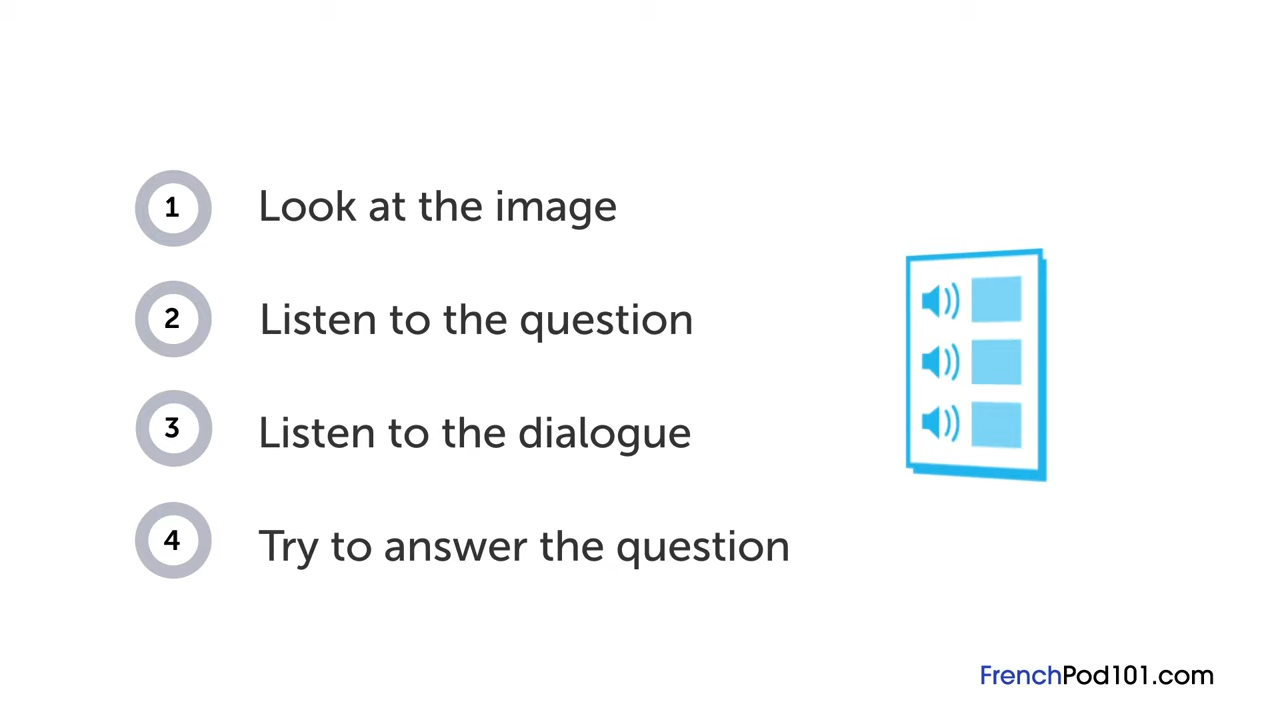 1 Look at the image
2 Listen to the question
3 Listen to the dialogue
4 Try to answer the question
FrenchPod101.com